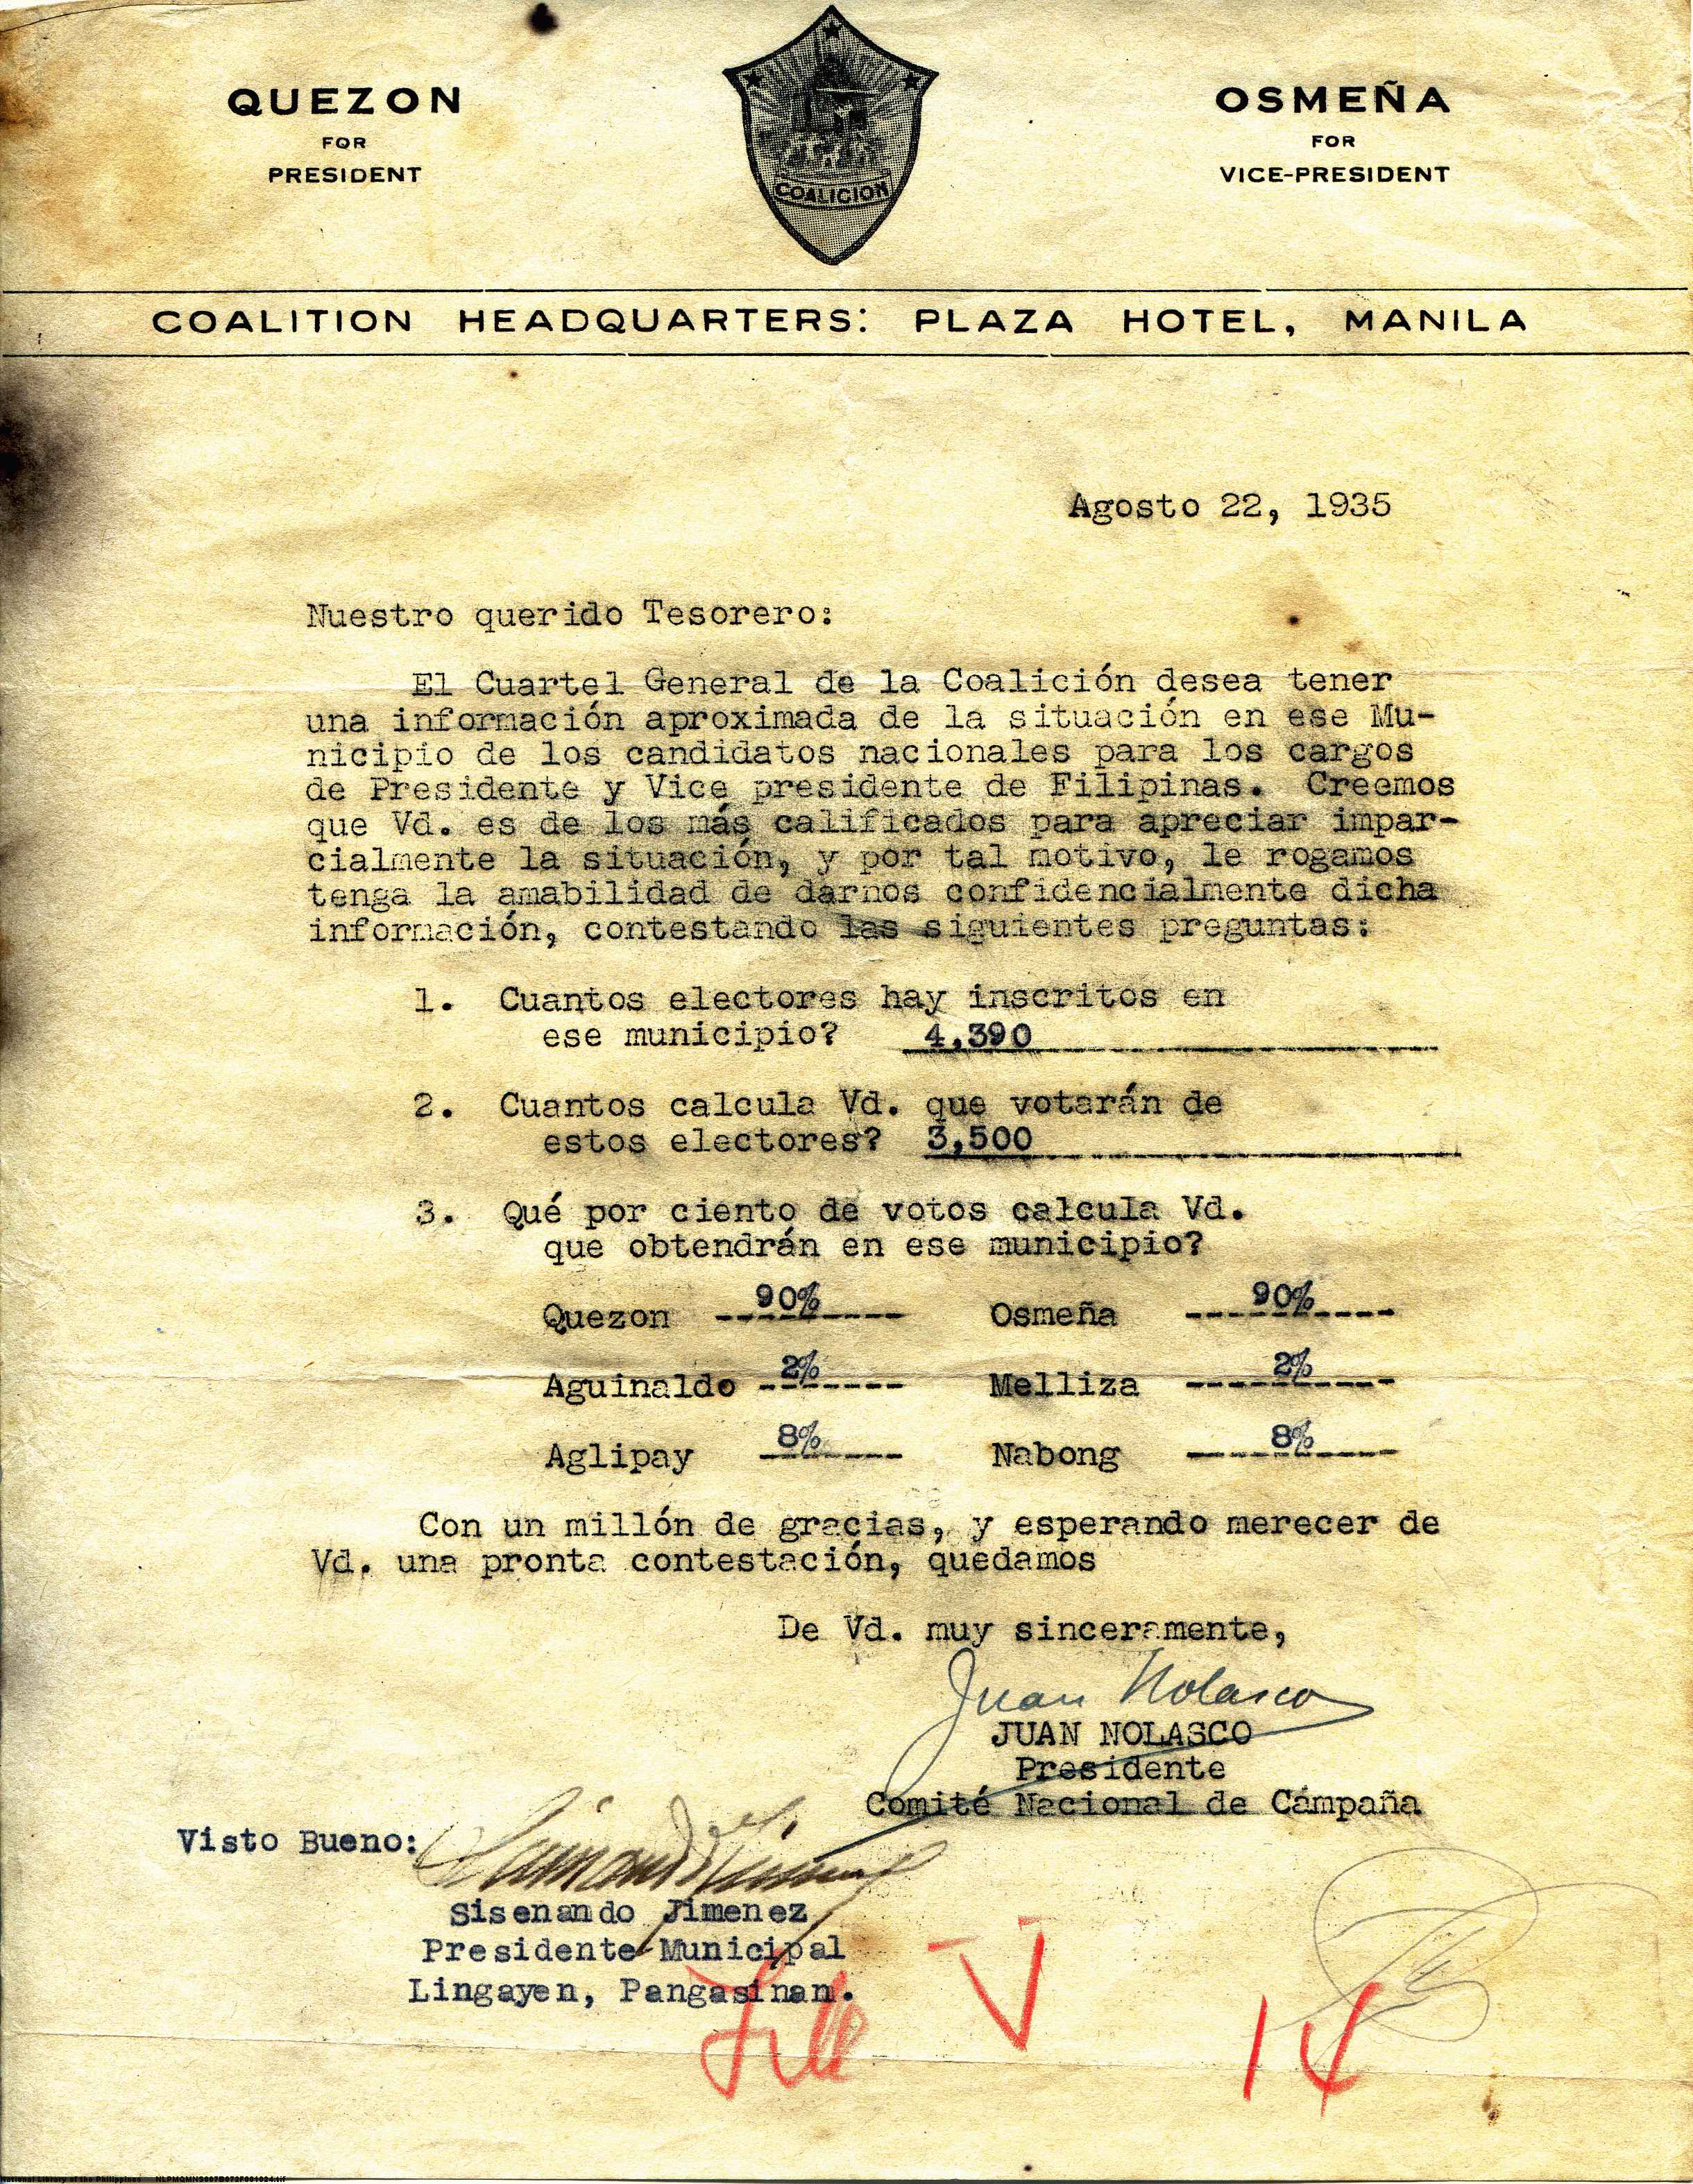 QUEZON
FOR
PRESIDENT
COALICION
OSMEÑA
FOR
VICE-PRESIDENT
COALITION HEADQUARTERS: PLAZA HOTEL, MANILA
Agosto 22, 1935
Nuestro querido Tesorero:
El Cuartel General de la Coalición desea tener
una información aproximada de la situación en ese Mu-
nicipio de los candidatos nacionales para los cargos
de Presidente y Vice presidente de Filipinas. Creemos
que Vd. es de los más calificados para apreciar impar-
cialmente la situación, y por tal motivo, le rogamos
tenga la amabilidad de darnos confidencialmente dicha
información, contestando las siguientes preguntas:
1. Cuantos electores hay inscritos en
ese municipio? 4,390
2. Cuantos calcula Vd. que votarán de
estos electores? 3,500
3. Qué por ciento de votos calcula Vd.
que obtendrán en ese municipio?
Quezon 90% Osmeña 90%
Aguinaldo 2% Melliza 2%
Aglipay 8% Nabong 8%
Con un millón de gracias, y esperando merecer de
Vd. una pronta contestación, quedamos
De Vd. muy sinceramente,
Juan Nolasco
JUAN NOLASCO
Presidente
Comité Nacional de Campaña
Visto Bueno:
Sisenando Jimenez
Presidente Municipal
Lingayen, Pangasinan.
File V 14
National Library of the Philippines